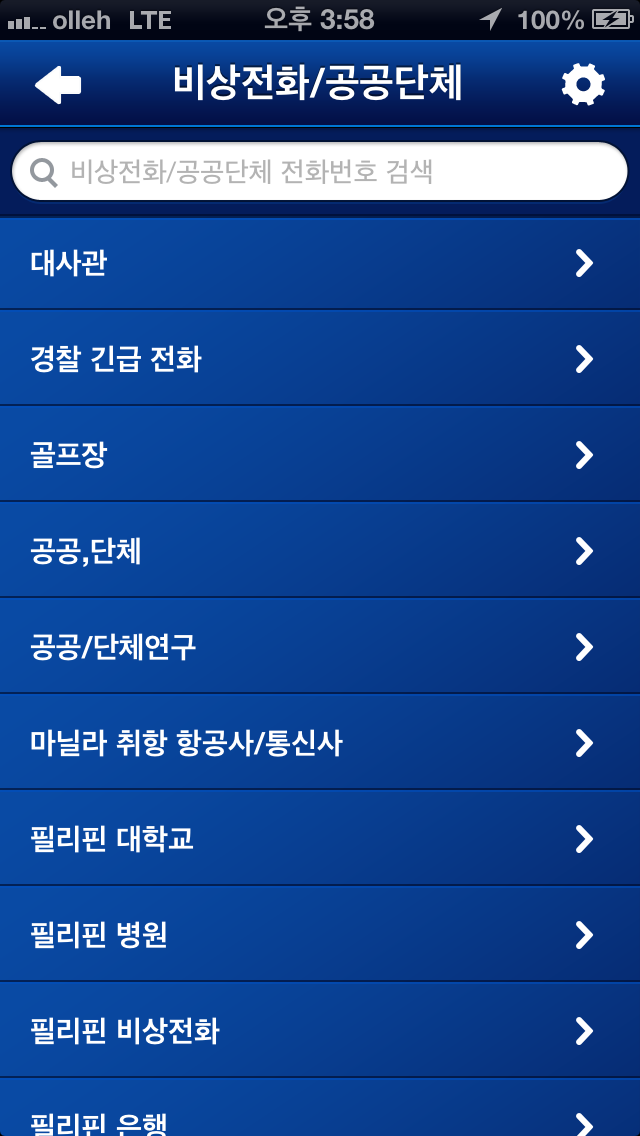 olleh LTE 오후 3:58 100%
비상전화/공공단체
비상전화/공공단체 전화번호 검색
대사관
경찰 긴급 전화
골프장
공공,단체
공공/단체연구
마닐라 취항 항공사/통신사
필리핀 대학교
필리핀 병원
필리핀 비상전화
필리핀 은행